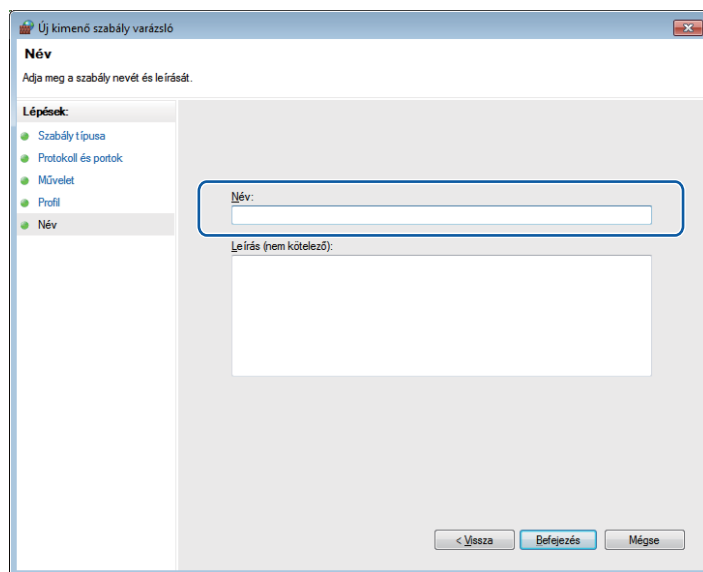 Új kimenő szabály varázsló
Név
Adja meg a szabály nevét és leírását.
Lépések:
Szabály típusa
Protokoll és portok
Művelet
Profil
Név
Név:
Leírás (nem kötelező):
< Vissza
Befejezés
Mégse